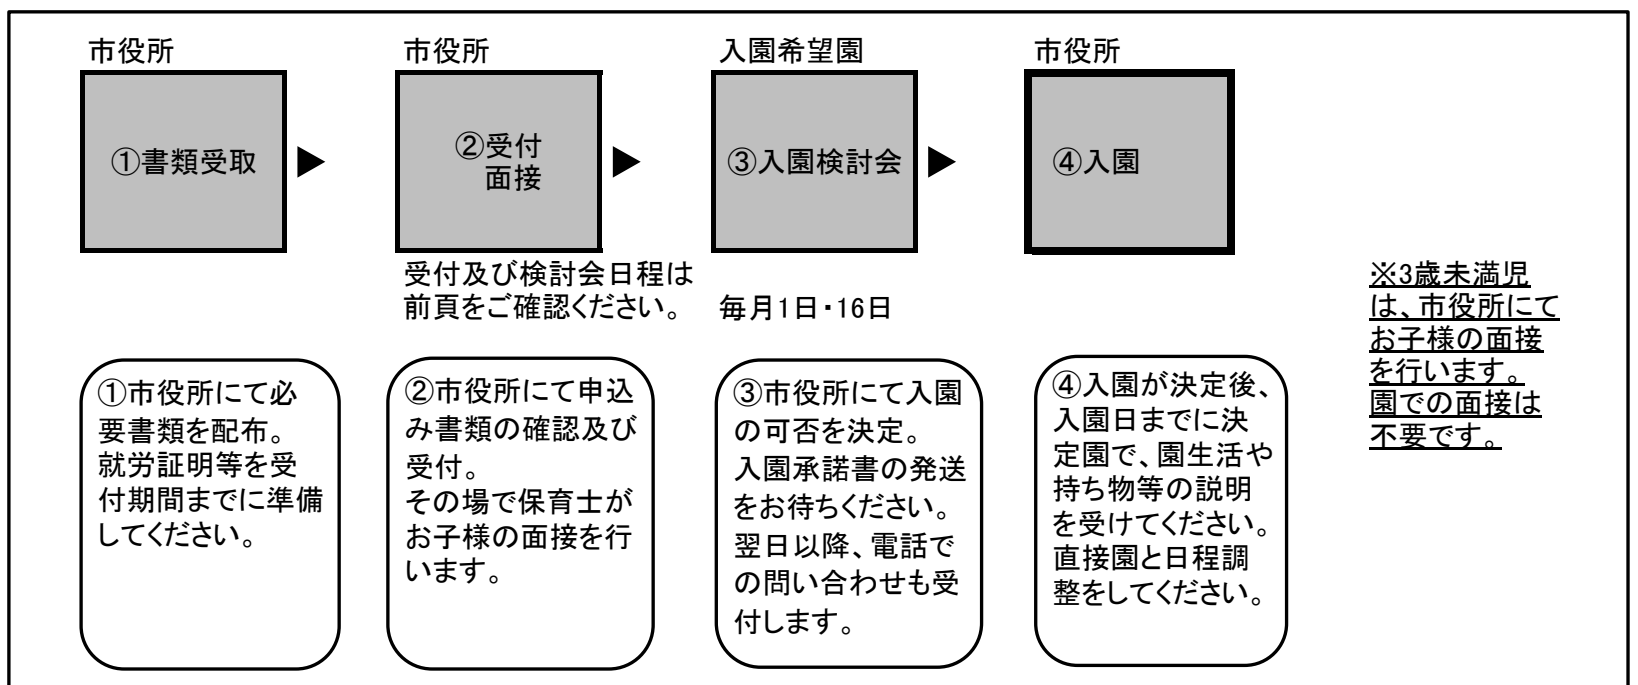 市役所
市役所
入園希望園
市役所
①書類受取
▶
②受付
面接
▶
③入園検討会
▶
④入園
受付及び検討会日程は
前頁をご確認ください。
毎月1日・16日
※3歳未満児
は、市役所にて
お子様の面接
を行います。
園での面接は
不要です。
①市役所にて必
要書類を配布。
就労証明等を受
付期間までに準備
してください。
②市役所にて申込
み書類の確認及び
受付。
その場で保育士が
お子様の面接を行
います。
③市役所にて入園
の可否を決定。
入園承諾書の発送
をお待ちください。
翌日以降、電話で
の問い合わせも受
付します。
④入園が決定後、
入園日までに決
定園で、園生活や
持ち物等の説明
を受けてください。
直接園と日程調
整をしてください。